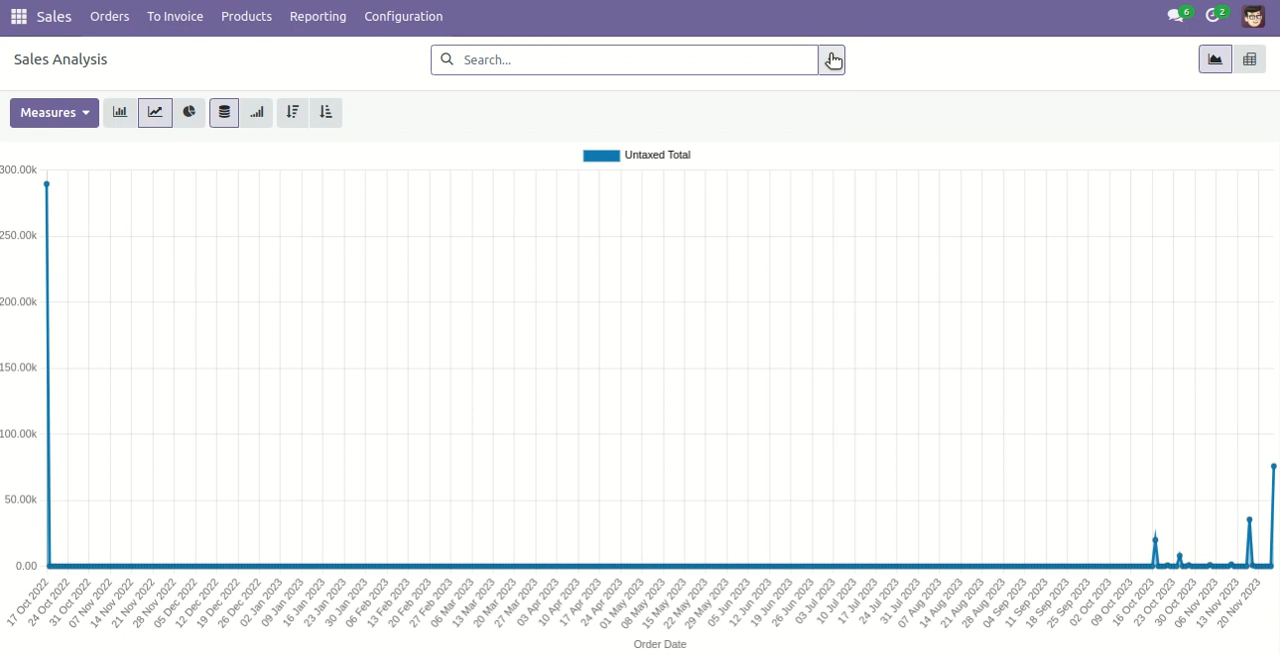 Sales Orders To Invoice Products Reporting Configuration 6 2
Sales Analysis Search...
Measures
Untaxed Total
300.00k
250.00k
200.00k
150.00k
100.00k
50.00k
0.00
17 Oct 2022 24 Oct 2022 31 Oct 2022 07 Nov 2022 14 Nov 2022 21 Nov 2022 28 Nov 2022 05 Dec 2022 12 Dec 2022 19 Dec 2022 26 Dec 2022 02 Jan 2023 09 Jan 2023 16 Jan 2023 23 Jan 2023 30 Jan 2023 06 Feb 2023 13 Feb 2023 20 Feb 2023 27 Feb 2023 06 Mar 2023 13 Mar 2023 20 Mar 2023 27 Mar 2023 03 Apr 2023 10 Apr 2023 17 Apr 2023 24 Apr 2023 01 May 2023 08 May 2023 15 May 2023 22 May 2023 29 May 2023 05 Jun 2023 12 Jun 2023 19 Jun 2023 26 Jun 2023 03 Jul 2023 10 Jul 2023 17 Jul 2023 24 Jul 2023 31 Jul 2023 07 Aug 2023 14 Aug 2023 21 Aug 2023 28 Aug 2023 04 Sep 2023 11 Sep 2023 18 Sep 2023 25 Sep 2023 02 Oct 2023 09 Oct 2023 16 Oct 2023 23 Oct 2023 30 Oct 2023 06 Nov 2023 13 Nov 2023 20 Nov 2023
Order Date